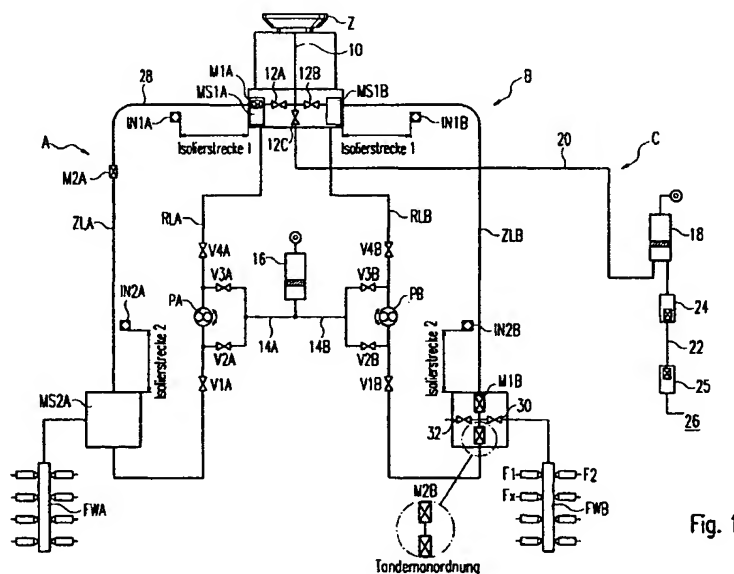 Z
10
12A 12B
M1A
MS1A
MS1B
28
B
IN1A
IN1B
Isolierstrecke 1
Isolierstrecke 1
12C
A
20
C
M2A
ZLA
RLA
RLB
ZLB
18
V4A
16
V4B
V3A
V3B
PA
PB
IN2A
IN2B
24
14A
14B
22
V2A
V2B
Isolierstrecke 2
Isolierstrecke 2
25
V1A
V1B
M1B
MS2A
30
32
26
F1
F2
Fx
FWA
M2B
FWB
Tandemanordnung
Fig. 1